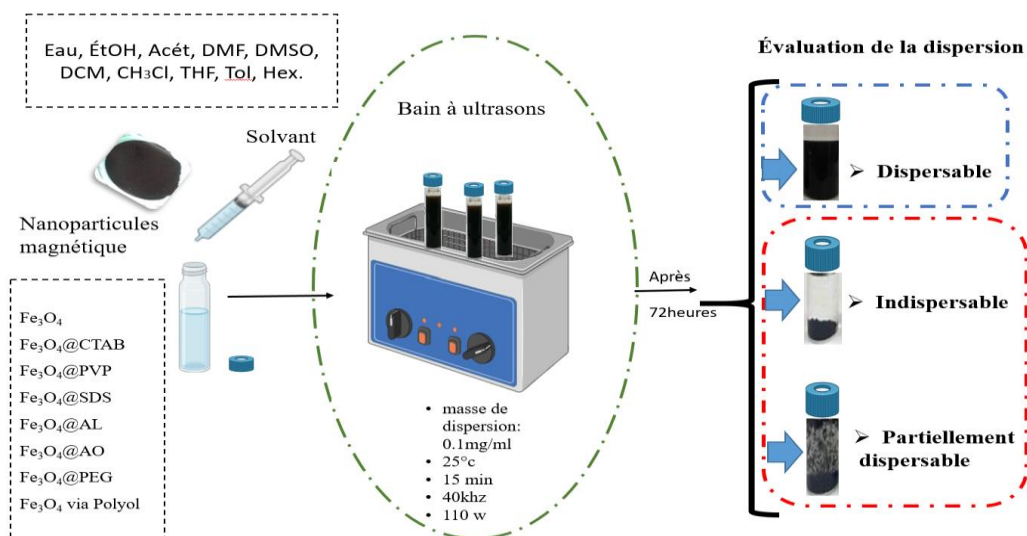 Eau, ÉtOH, Acét, DMF, DMSO,
DCM, CH₃Cl, THF, Tol, Hex.
Solvant
Nanoparticules
magnétique
Fe₃O₄
Fe₃O₄@CTAB
Fe₃O₄@PVP
Fe₃O₄@SDS
Fe₃O₄@AL
Fe₃O₄@AO
Fe₃O₄@PEG
Fe₃O₄ via Polyol
Bain à ultrasons
• masse de
dispersion:
0.1mg/ml
• 25°c
• 15 min
• 40khz
• 110 w
Après
72heures
Évaluation de la dispersion
➢ Dispersable
➢ Indispersable
➢ Partiellement
dispersable